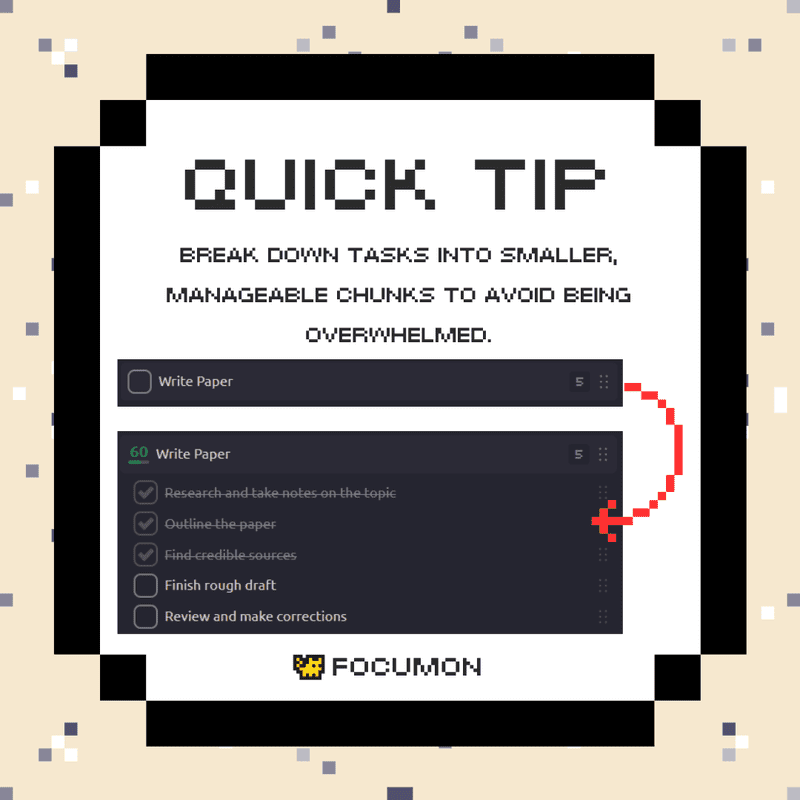 QUICK TIP
BREAK DOWN TASKS INTO SMALLER,
MANAGEABLE CHUNKS TO AVOID BEING
OVERWHELMED.
Write Paper 5
60 Write Paper 5
Research and take notes on the topic
Outline the paper
Find credible sources
Finish rough draft
Review and make corrections
FOCUMON